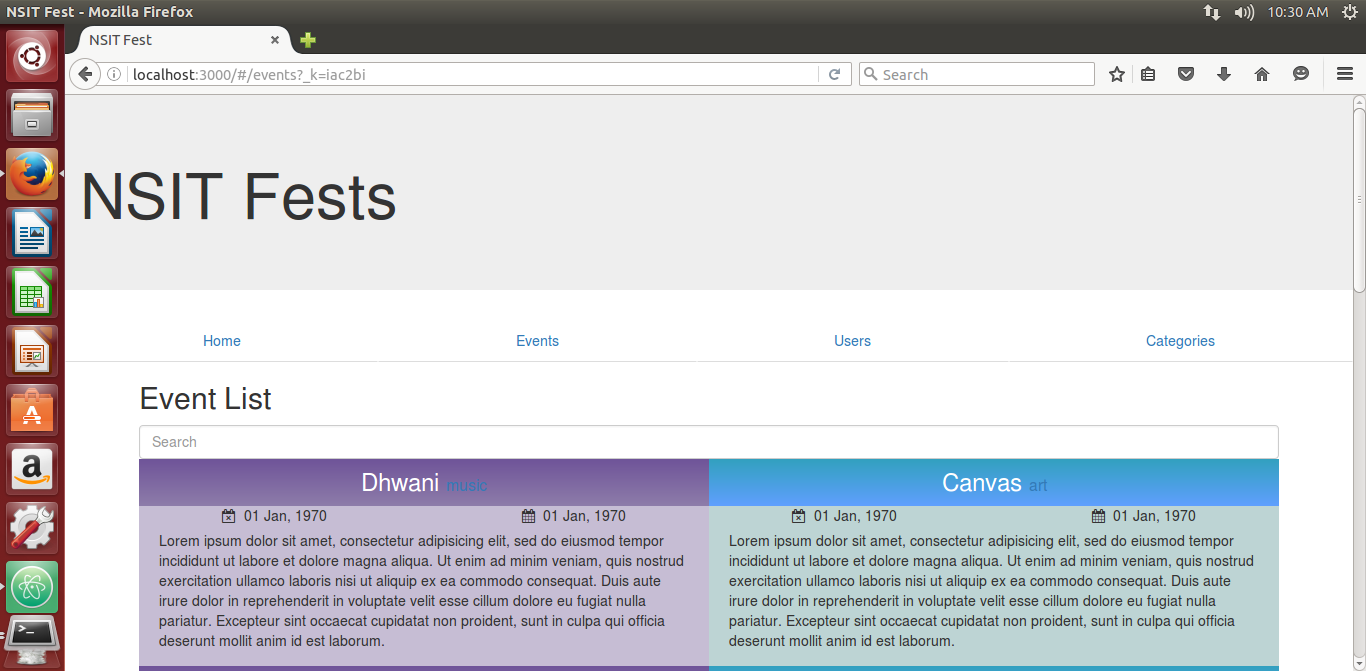 NSIT Fest - Mozilla Firefox
10:30 AM
NSIT Fest
localhost:3000/#/events?_k=iac2bi
Search
NSIT Fests
Home
Events
Users
Categories
Event List
Search
Dhwani music
01 Jan, 1970
01 Jan, 1970
Lorem ipsum dolor sit amet, consectetur adipisicing elit, sed do eiusmod tempor
incididunt ut labore et dolore magna aliqua. Ut enim ad minim veniam, quis nostrud
exercitation ullamco laboris nisi ut aliquip ex ea commodo consequat. Duis aute
irure dolor in reprehenderit in voluptate velit esse cillum dolore eu fugiat nulla
pariatur. Excepteur sint occaecat cupidatat non proident, sunt in culpa qui officia
deserunt mollit anim id est laborum.
Canvas art
01 Jan, 1970
01 Jan, 1970
Lorem ipsum dolor sit amet, consectetur adipisicing elit, sed do eiusmod tempor
incididunt ut labore et dolore magna aliqua. Ut enim ad minim veniam, quis nostrud
exercitation ullamco laboris nisi ut aliquip ex ea commodo consequat. Duis aute
irure dolor in reprehenderit in voluptate velit esse cillum dolore eu fugiat nulla
pariatur. Excepteur sint occaecat cupidatat non proident, sunt in culpa qui officia
deserunt mollit anim id est laborum.